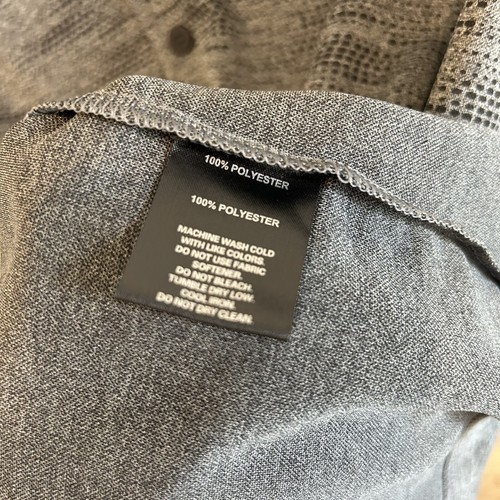 100% POLYESTER
100% POLYESTER
MACHINE WASH COLD
WITH LIKE COLORS.
DO NOT USE FABRIC
SOFTENER.
DO NOT BLEACH.
TUMBLE DRY LOW.
COOL IRON.
DO NOT DRY CLEAN.